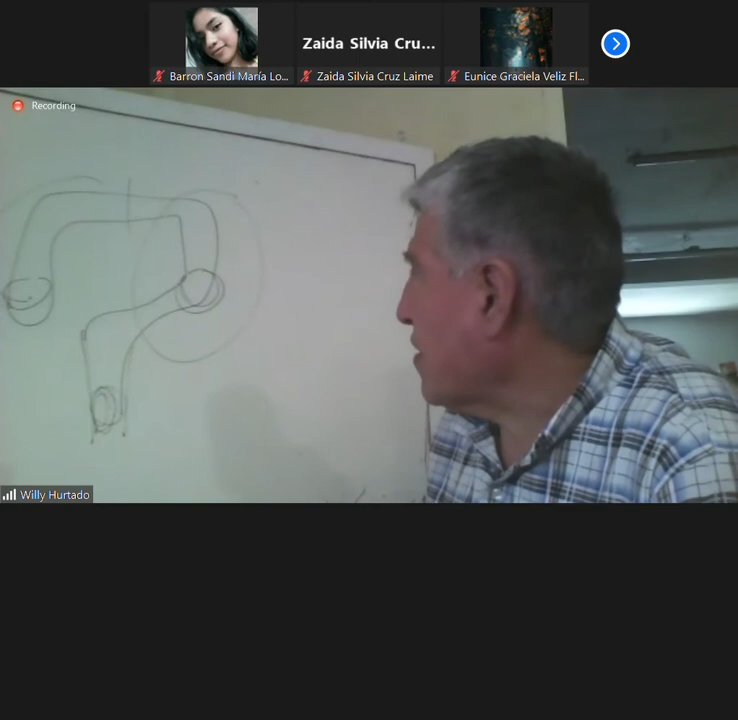 Zaida Silvia Cru...
Barron Sandi María Lo...
Zaida Silvia Cruz Laime
Eunice Graciela Veliz Fl...
Recording
Willy Hurtado